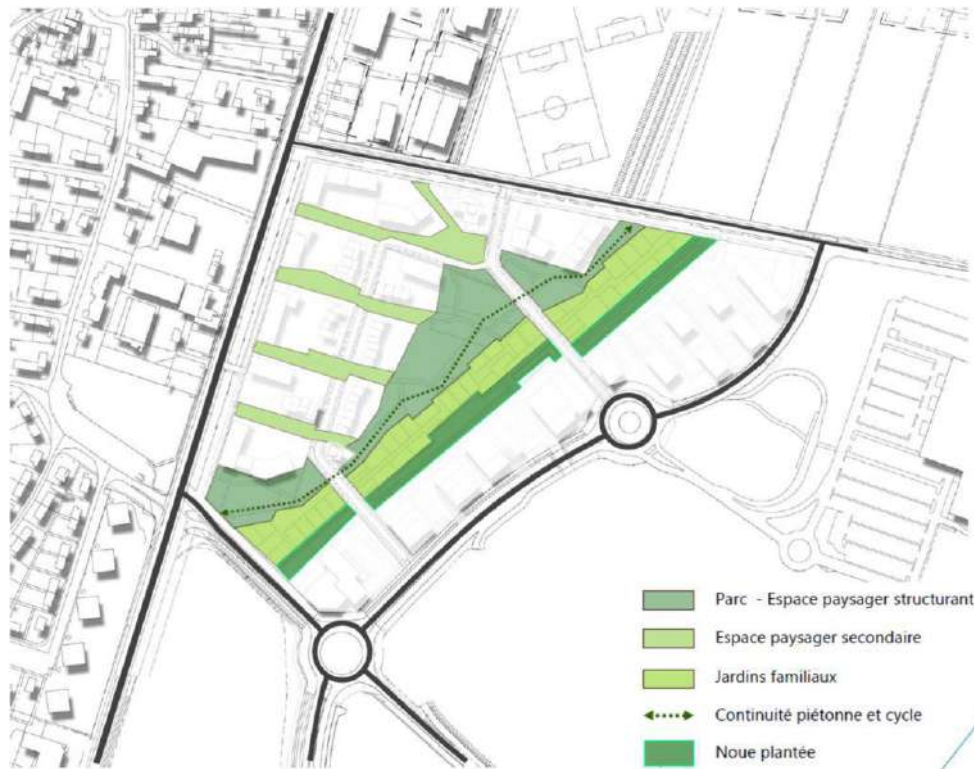 Parc - Espace paysager structurant
Espace paysager secondaire
Jardins familiaux
Continuité piétonne et cycle
Noue plantée